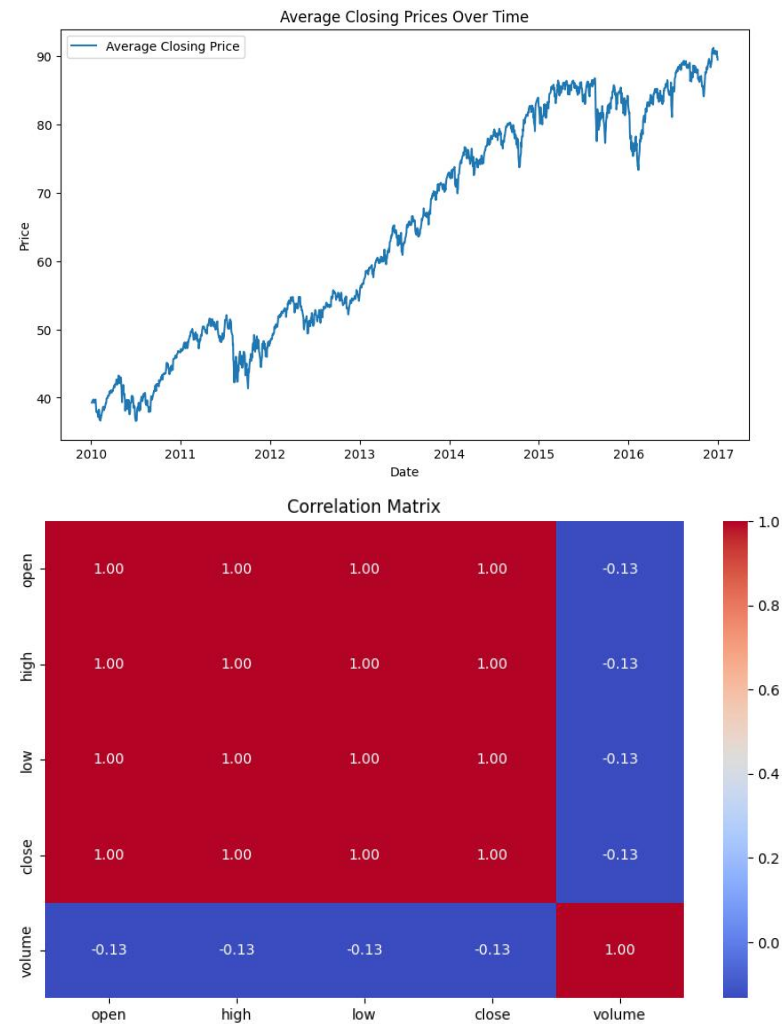 Average Closing Prices Over Time
Average Closing Price
90
80
70
60
50
40
Price
2010 2011 2012 2013 2014 2015 2016 2017
Date
Correlation Matrix
open 1.00 1.00 1.00 1.00 -0.13
high 1.00 1.00 1.00 1.00 -0.13
low 1.00 1.00 1.00 1.00 -0.13
close 1.00 1.00 1.00 1.00 -0.13
volume -0.13 -0.13 -0.13 -0.13 1.00
open high low close volume
1.0
0.8
0.6
0.4
0.2
0.0